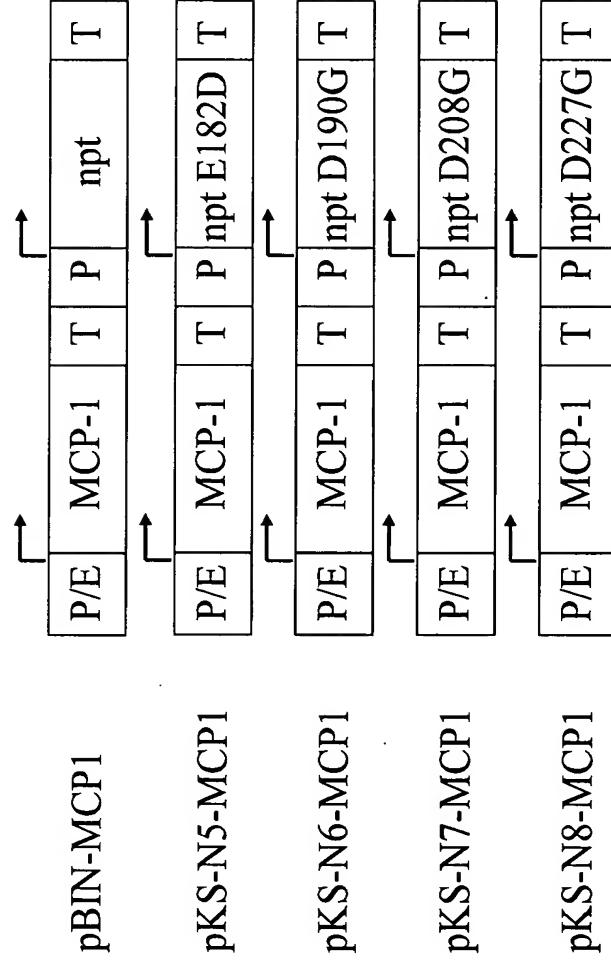 pBIN-MCP1 P/E MCP-1 T P npt T
pKS-N5-MCP1 P/E MCP-1 T P npt E182D T
pKS-N6-MCP1 P/E MCP-1 T P npt D190G T
pKS-N7-MCP1 P/E MCP-1 T P npt D208G T
pKS-N8-MCP1 P/E MCP-1 T P npt D227G T